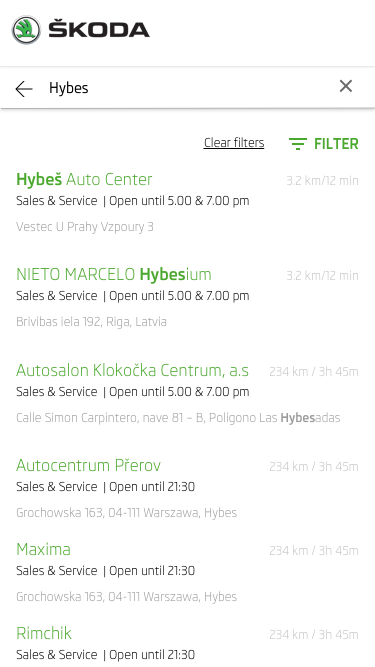 ŠKODA
Hybes
Clear filters FILTER
Hybeš Auto Center 3.2 km/12 min
Sales & Service | Open until 5.00 & 7.00 pm
Vestec U Prahy Vzpoury 3
NIETO MARCELO Hybesium 3.2 km/12 min
Sales & Service | Open until 5.00 & 7.00 pm
Brivibas iela 192, Riga, Latvia
Autosalon Klokočka Centrum, a.s 234 km / 3h 45m
Sales & Service | Open until 5.00 & 7.00 pm
Calle Simon Carpintero, nave 81 – B, Poligono Las Hybesadas
Autocentrum Přerov 234 km / 3h 45m
Sales & Service | Open until 21:30
Grochowska 163, 04-111 Warszawa, Hybes
Maxima 234 km / 3h 45m
Sales & Service | Open until 21:30
Grochowska 163, 04-111 Warszawa, Hybes
Rimchik 234 km / 3h 45m
Sales & Service | Open until 21:30